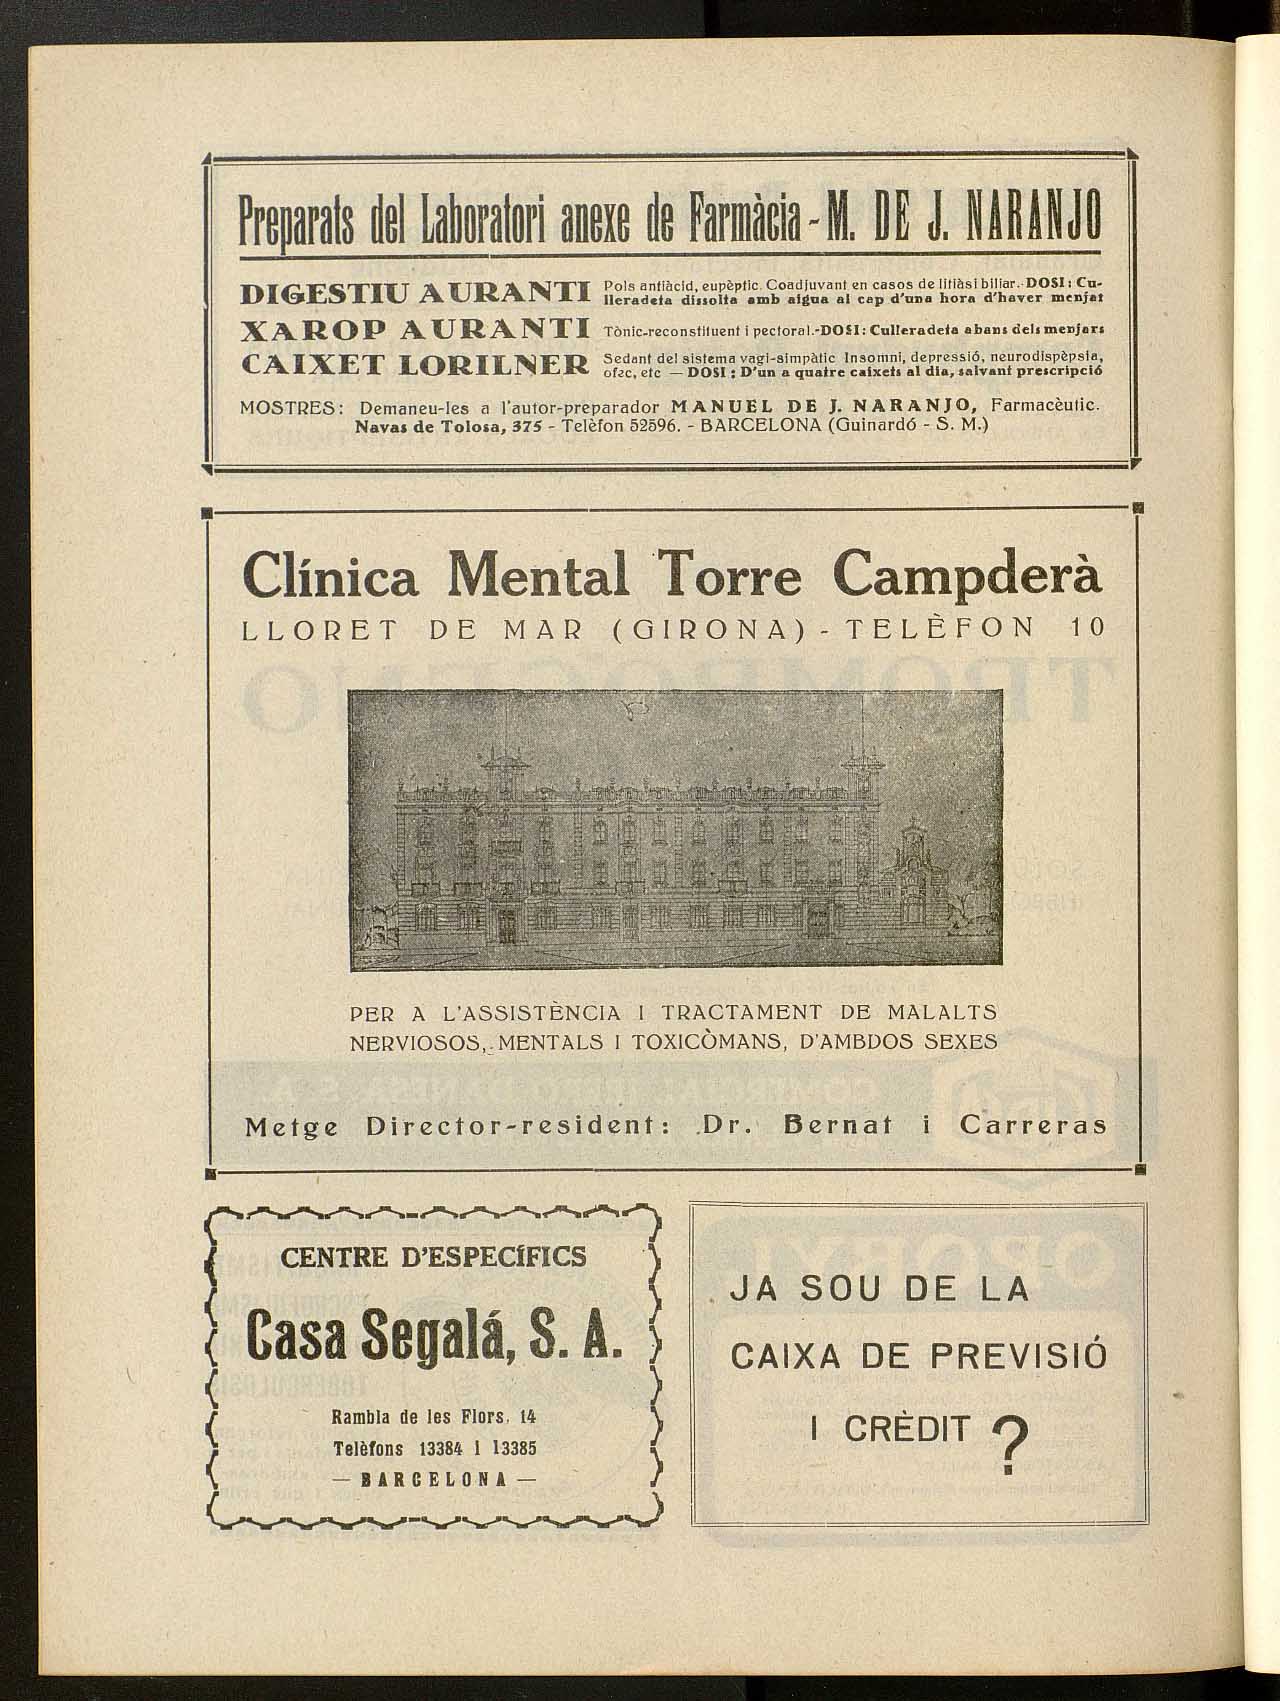 Preparats del Laboratori anexe de Farmàcia - M. DE J. NARANJO
DIGESTIU AURANTI Pols antiàcid, eupèptic. Coadjuvant en casos de litiàsi biliar.-DOSI: Cu-
lleradeta dissolta amb aigua al cap d'una hora d'haver menjat
XAROP AURANTI Tònic-reconstituent i pectoral.-DOSI: Culleradeta abans dels menjars
CAIXET LORILNER Sedant del sistema vagi-simpàtic Insomni, depressió, neurodispèpsia,
ofec, etc — DOSI: D'un a quatre caixets al dia, salvant prescripció
MOSTRES: Demaneu-les a l'autor-preparador MANUEL DE J. NARANJO, Farmacèutic.
Navas de Tolosa, 375 - Telèfon 52596. - BARCELONA (Guinardó - S. M.)
Clínica Mental Torre Campderà
LLORET DE MAR (GIRONA) - TELÈFON 10
PER A L'ASSISTÈNCIA I TRACTAMENT DE MALALTS
NERVIOSOS, MENTALS I TOXICÒMANS, D'AMBDOS SEXES
Metge Director-resident: Dr. Bernat i Carreras
CENTRE D'ESPECÍFICS
Casa Segalá, S. A.
Rambla de les Flors, 14
Telèfons 13384 i 13385
— BARCELONA —
JA SOU DE LA
CAIXA DE PREVISIÓ
I CRÈDIT ?